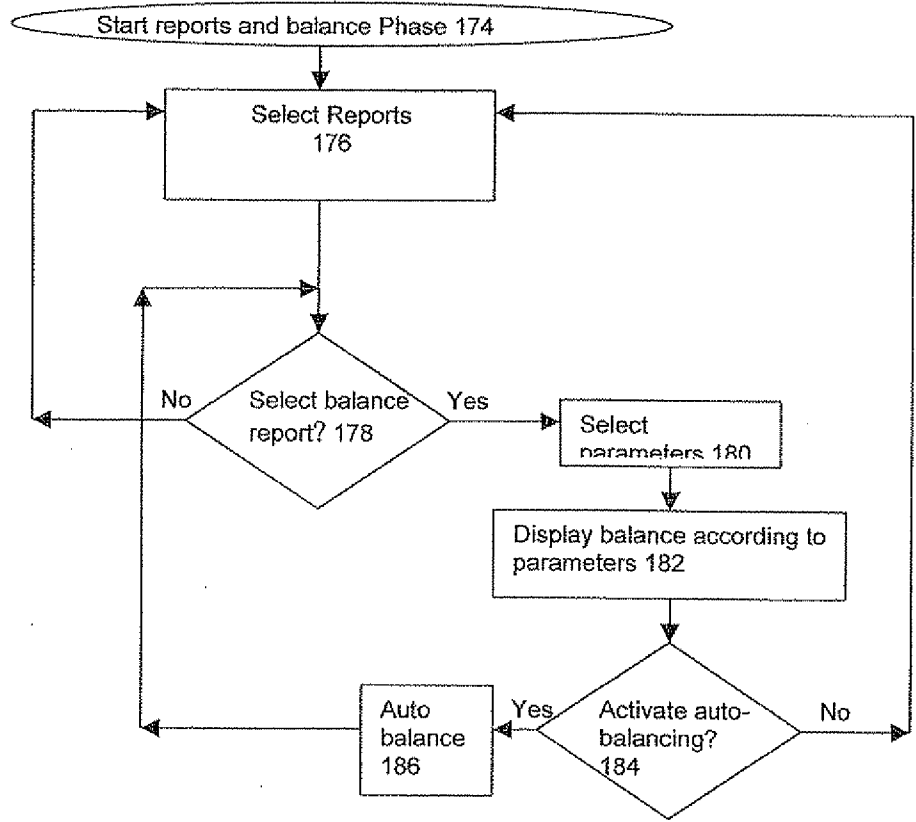 Start reports and balance Phase 174
Select Reports
176
No
Select balance
report? 178
Yes
Select
parameters 180
Display balance according to
parameters 182
Auto
balance
186
Yes
Activate auto-
balancing?
184
No